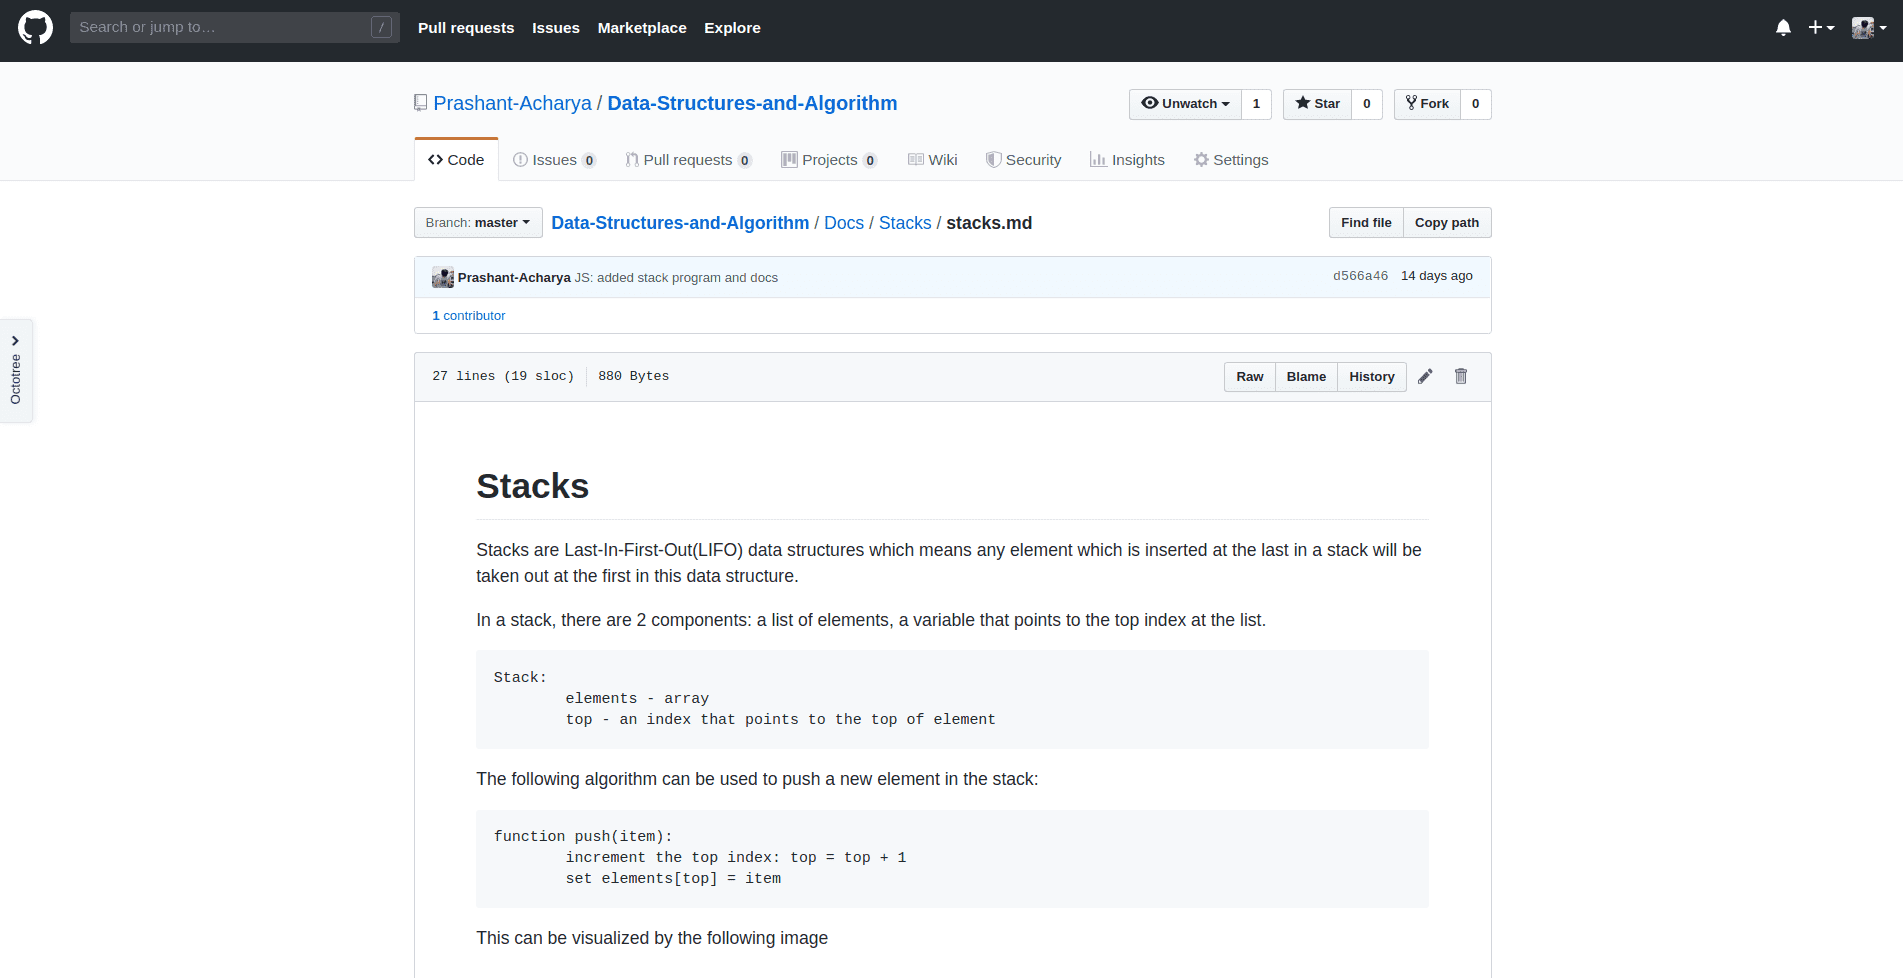 Search or jump to… /
Pull requests Issues Marketplace Explore
Prashant-Acharya / Data-Structures-and-Algorithm
Unwatch 1 Star 0 Fork 0
Code Issues 0 Pull requests 0 Projects 0 Wiki Security Insights Settings
Branch: master Data-Structures-and-Algorithm / Docs / Stacks / stacks.md Find file Copy path
Prashant-Acharya JS: added stack program and docs d566a46 14 days ago
1 contributor
Octotree
27 lines (19 sloc) 880 Bytes Raw Blame History
Stacks
Stacks are Last-In-First-Out(LIFO) data structures which means any element which is inserted at the last in a stack will be
taken out at the first in this data structure.
In a stack, there are 2 components: a list of elements, a variable that points to the top index at the list.
Stack:
elements - array
top - an index that points to the top of element
The following algorithm can be used to push a new element in the stack:
function push(item):
increment the top index: top = top + 1
set elements[top] = item
This can be visualized by the following image